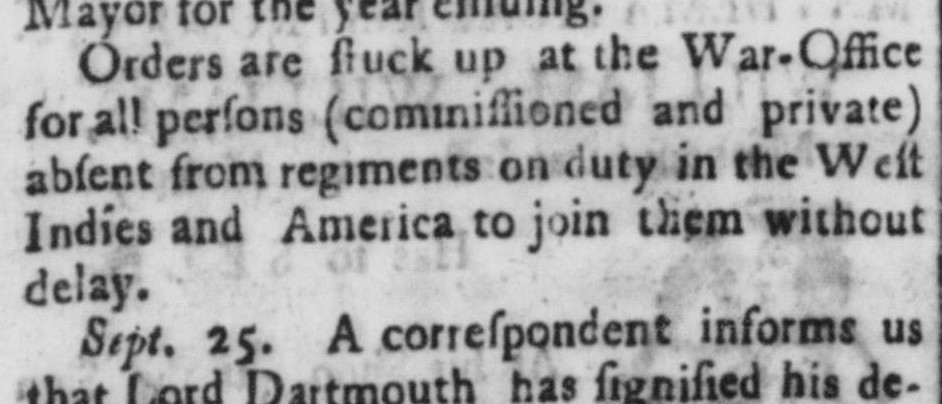 Mayor for the year enſuing.
Orders are ſtuck up at the War-Office
for all perſons (commiſſioned and private)
abſent from regiments on duty in the Weſt
Indies and America to join them without
delay.
Sept. 25. A correſpondent informs us
that Lord Dartmouth has ſignified his de-